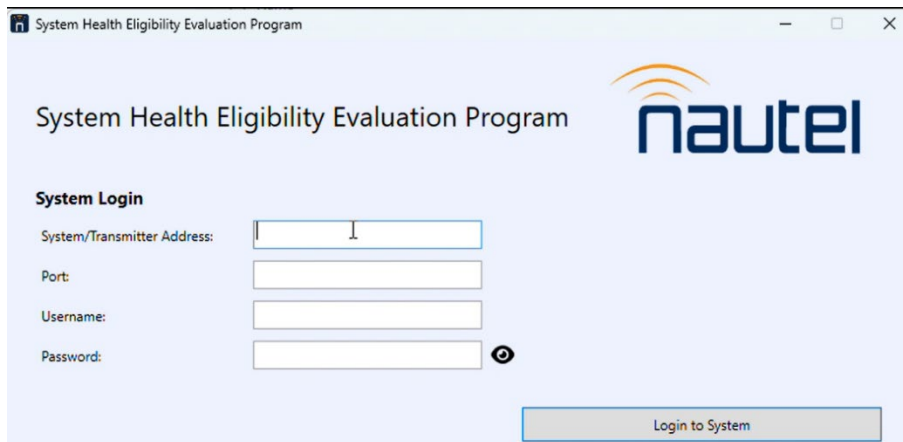 System Health Eligibility Evaluation Program
System Health Eligibility Evaluation Program
nautel
System Login
System/Transmitter Address:
Port:
Username:
Password:
Login to System